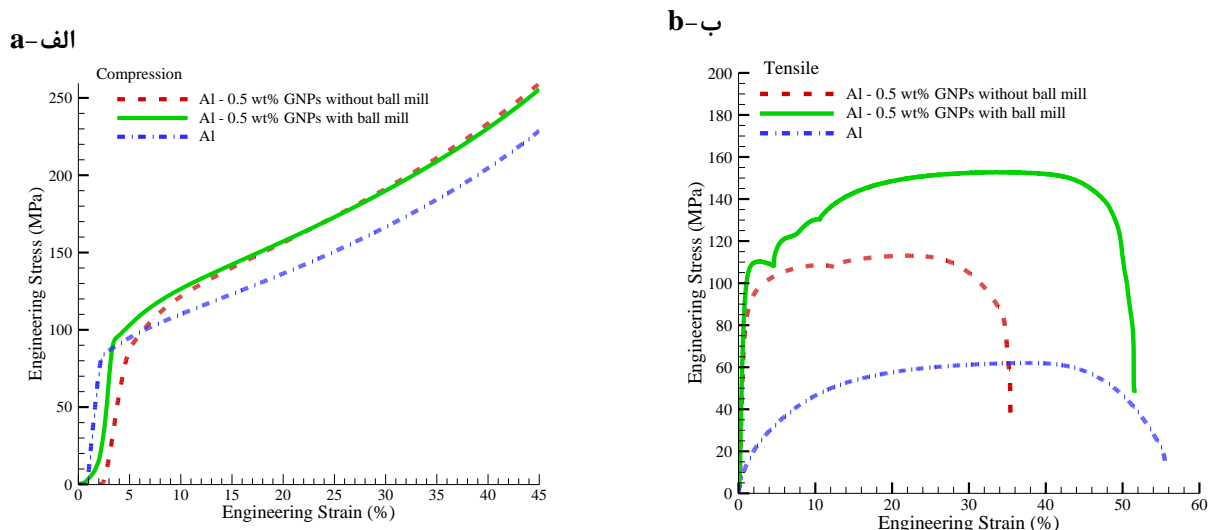 a-الف
Compression
Al - 0.5 wt% GNPs without ball mill
Al - 0.5 wt% GNPs with ball mill
Al
Engineering Stress (MPa)
250
200
150
100
50
0
0 5 10 15 20 25 30 35 40 45
Engineering Strain (%)
b-ب
Tensile
Al - 0.5 wt% GNPs without ball mill
Al - 0.5 wt% GNPs with ball mill
Al
Engineering Stress (MPa)
200
180
160
140
120
100
80
60
40
20
0
0 10 20 30 40 50 60
Engineering Strain (%)